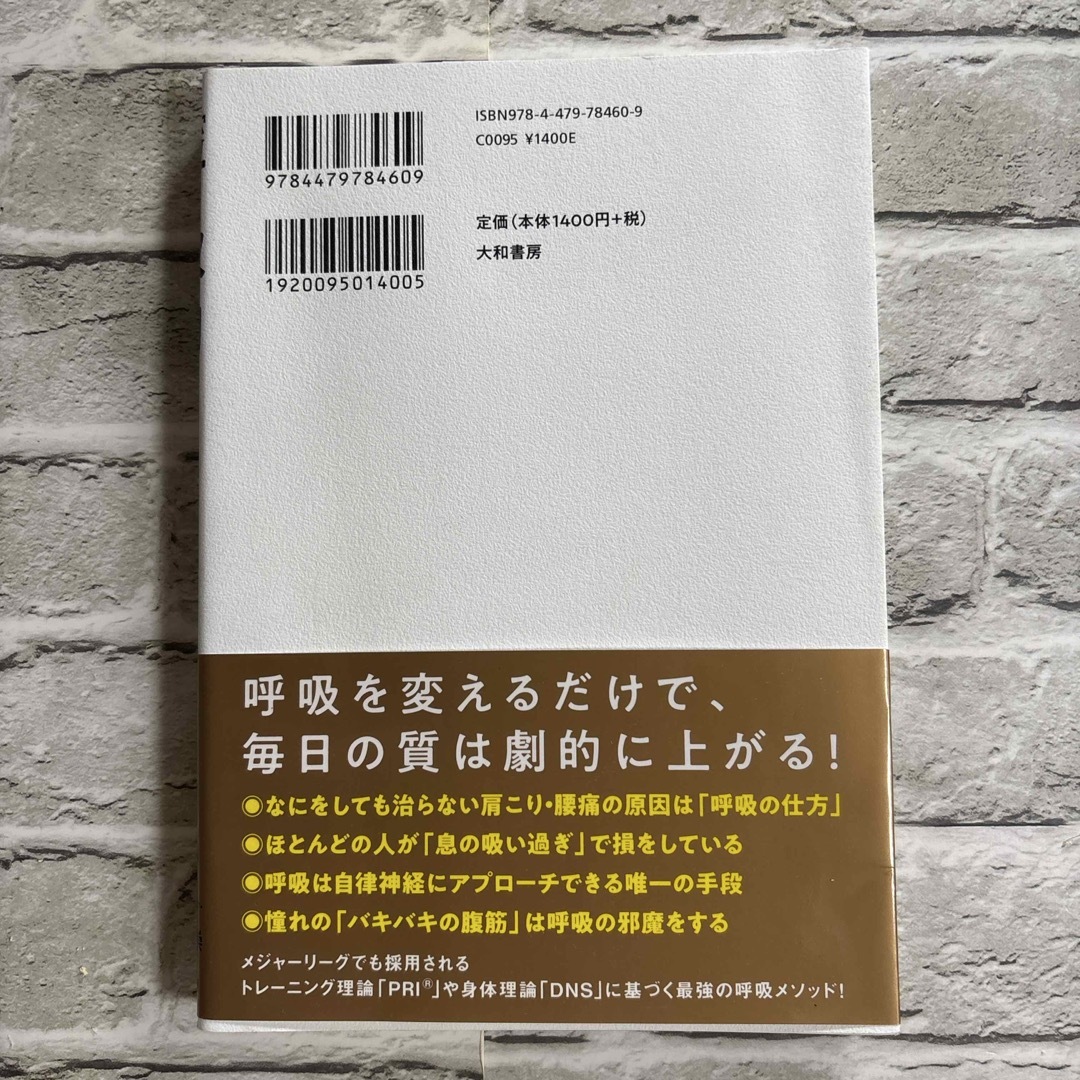 ISBN978-4-479-78460-9
C0095 ¥1400E
9784479784609
定価(本体1400円+税)
大和書房
1920095014005
呼吸を変えるだけで、
毎日の質は劇的に上がる!
◉なにをしても治らない肩こり・腰痛の原因は「呼吸の仕方」
◉ほとんどの人が「息の吸い過ぎ」で損をしている
◉呼吸は自律神経にアプローチできる唯一の手段
◉憧れの「バキバキの腹筋」は呼吸の邪魔をする
メジャーリーグでも採用される
トレーニング理論「PRI®」や身体理論「DNS」に基づく最強の呼吸メソッド!